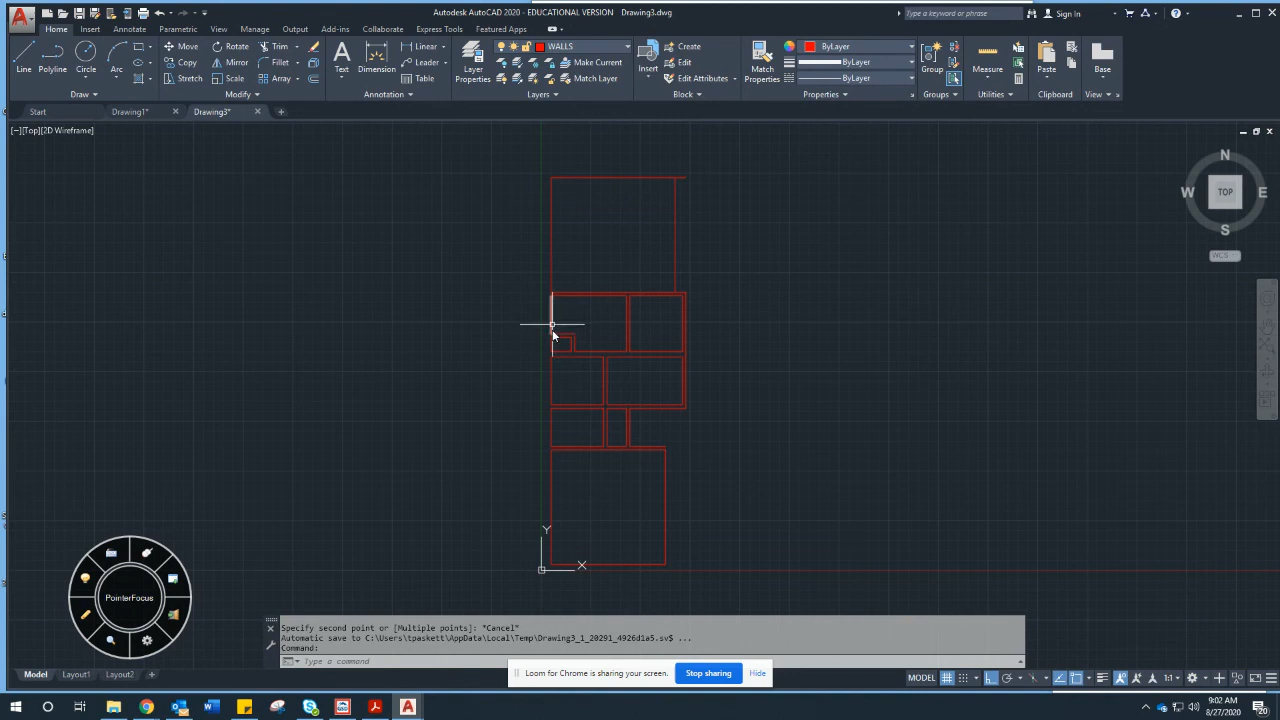 Autodesk AutoCAD 2020 - EDUCATIONAL VERSION Drawing3.dwg
Type a keyword or phrase
Sign In
Home Insert Annotate Parametric View Manage Output Collaborate Express Tools Featured Apps
Move Rotate Trim Linear WALLS Create ByLayer
Line Polyline Circle Arc Copy Mirror Fillet Text Dimension Leader Layer Properties Make Current Insert Edit Match Properties ByLayer Group Measure Paste Base
Stretch Scale Array Table Match Layer Edit Attributes ByLayer
Draw Modify Annotation Layers Block Properties Groups Utilities Clipboard View
Start Drawing1* Drawing3*
[−][Top][2D Wireframe]
N
W TOP E
S
WCS
Y
X
PointerFocus
Specify second point or [Multiple points]: *Cancel*
Automatic save to C:\Users\tpaskett\AppData\Local\Temp\Drawing3_1_20291_4926d1a5.sv$ ...
Command:
Type a command
Model Layout1 Layout2
Loom for Chrome is sharing your screen. Stop sharing Hide
MODEL 1:1
9:02 AM
8/27/2020
20